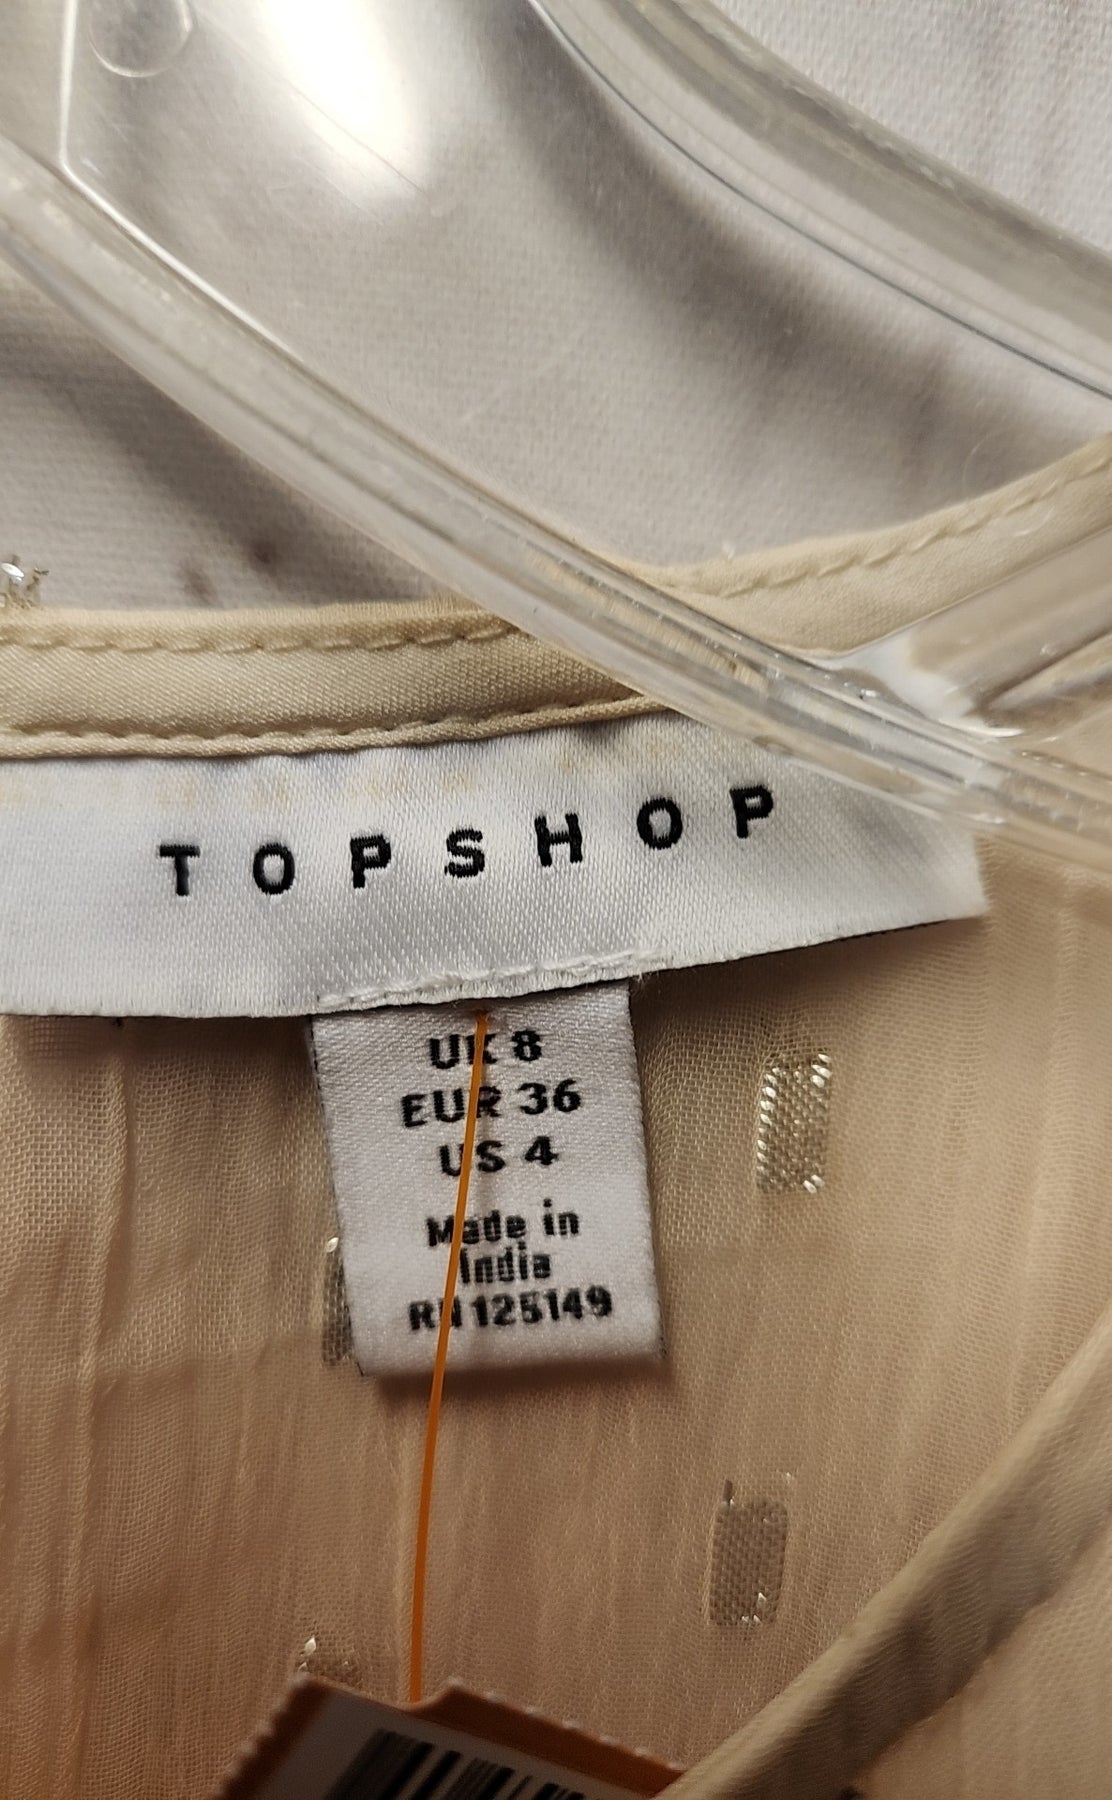 TOPSHOP
UK 8
EUR 36
US 4
Made in
India
RN 125149